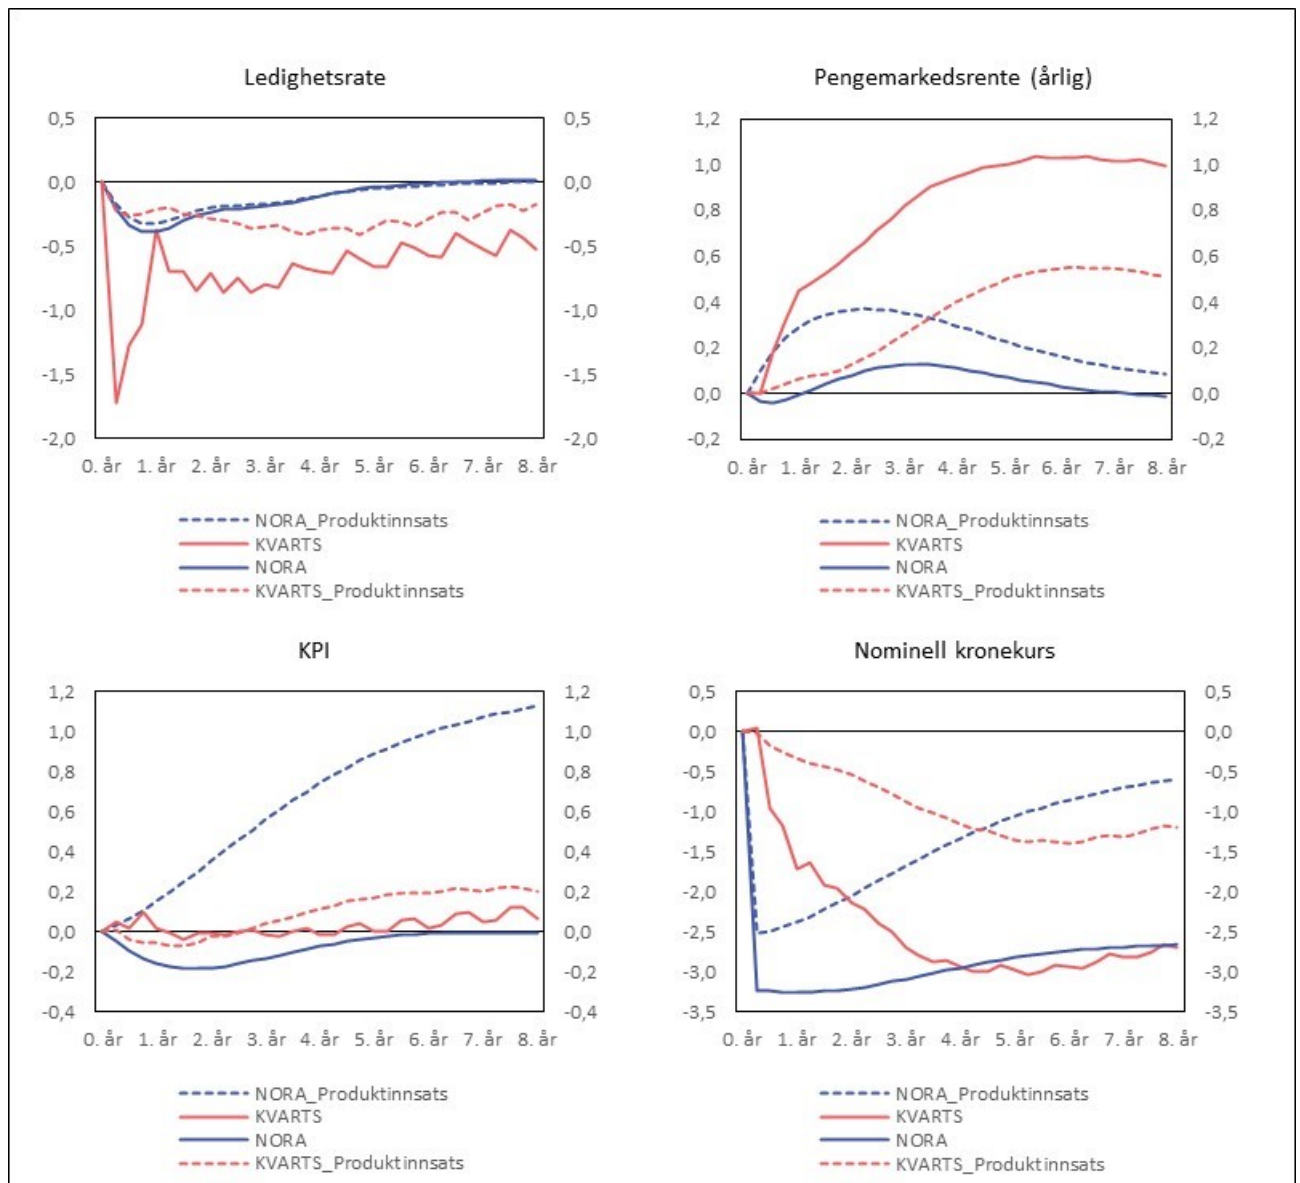 Ledighetsrate
0,5 0,5
0,0 0,0
-0,5 -0,5
-1,0 -1,0
-1,5 -1,5
-2,0 -2,0
0. år 1. år 2. år 3. år 4. år 5. år 6. år 7. år 8. år
NORA_Produktinnsats
KVARTS
NORA
KVARTS_Produktinnsats
Pengemarkedsrente (årlig)
1,2 1,2
1,0 1,0
0,8 0,8
0,6 0,6
0,4 0,4
0,2 0,2
0,0 0,0
-0,2 -0,2
0. år 1. år 2. år 3. år 4. år 5. år 6. år 7. år 8. år
NORA_Produktinnsats
KVARTS
NORA
KVARTS_Produktinnsats
KPI
1,2 1,2
1,0 1,0
0,8 0,8
0,6 0,6
0,4 0,4
0,2 0,2
0,0 0,0
-0,2 -0,2
-0,4 -0,4
0. år 1. år 2. år 3. år 4. år 5. år 6. år 7. år 8. år
NORA_Produktinnsats
KVARTS
NORA
KVARTS_Produktinnsats
Nominell kronekurs
0,5 0,5
0,0 0,0
-0,5 -0,5
-1,0 -1,0
-1,5 -1,5
-2,0 -2,0
-2,5 -2,5
-3,0 -3,0
-3,5 -3,5
0. år 1. år 2. år 3. år 4. år 5. år 6. år 7. år 8. år
NORA_Produktinnsats
KVARTS
NORA
KVARTS_Produktinnsats